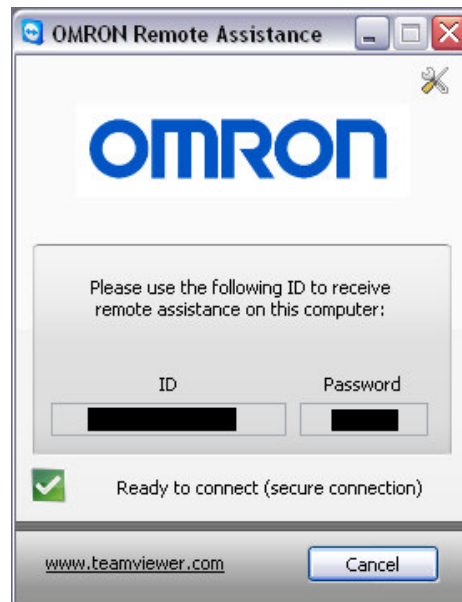 OMRON Remote Assistance
OMRON
Please use the following ID to receive
remote assistance on this computer:
ID
Password
Ready to connect (secure connection)
www.teamviewer.com
Cancel